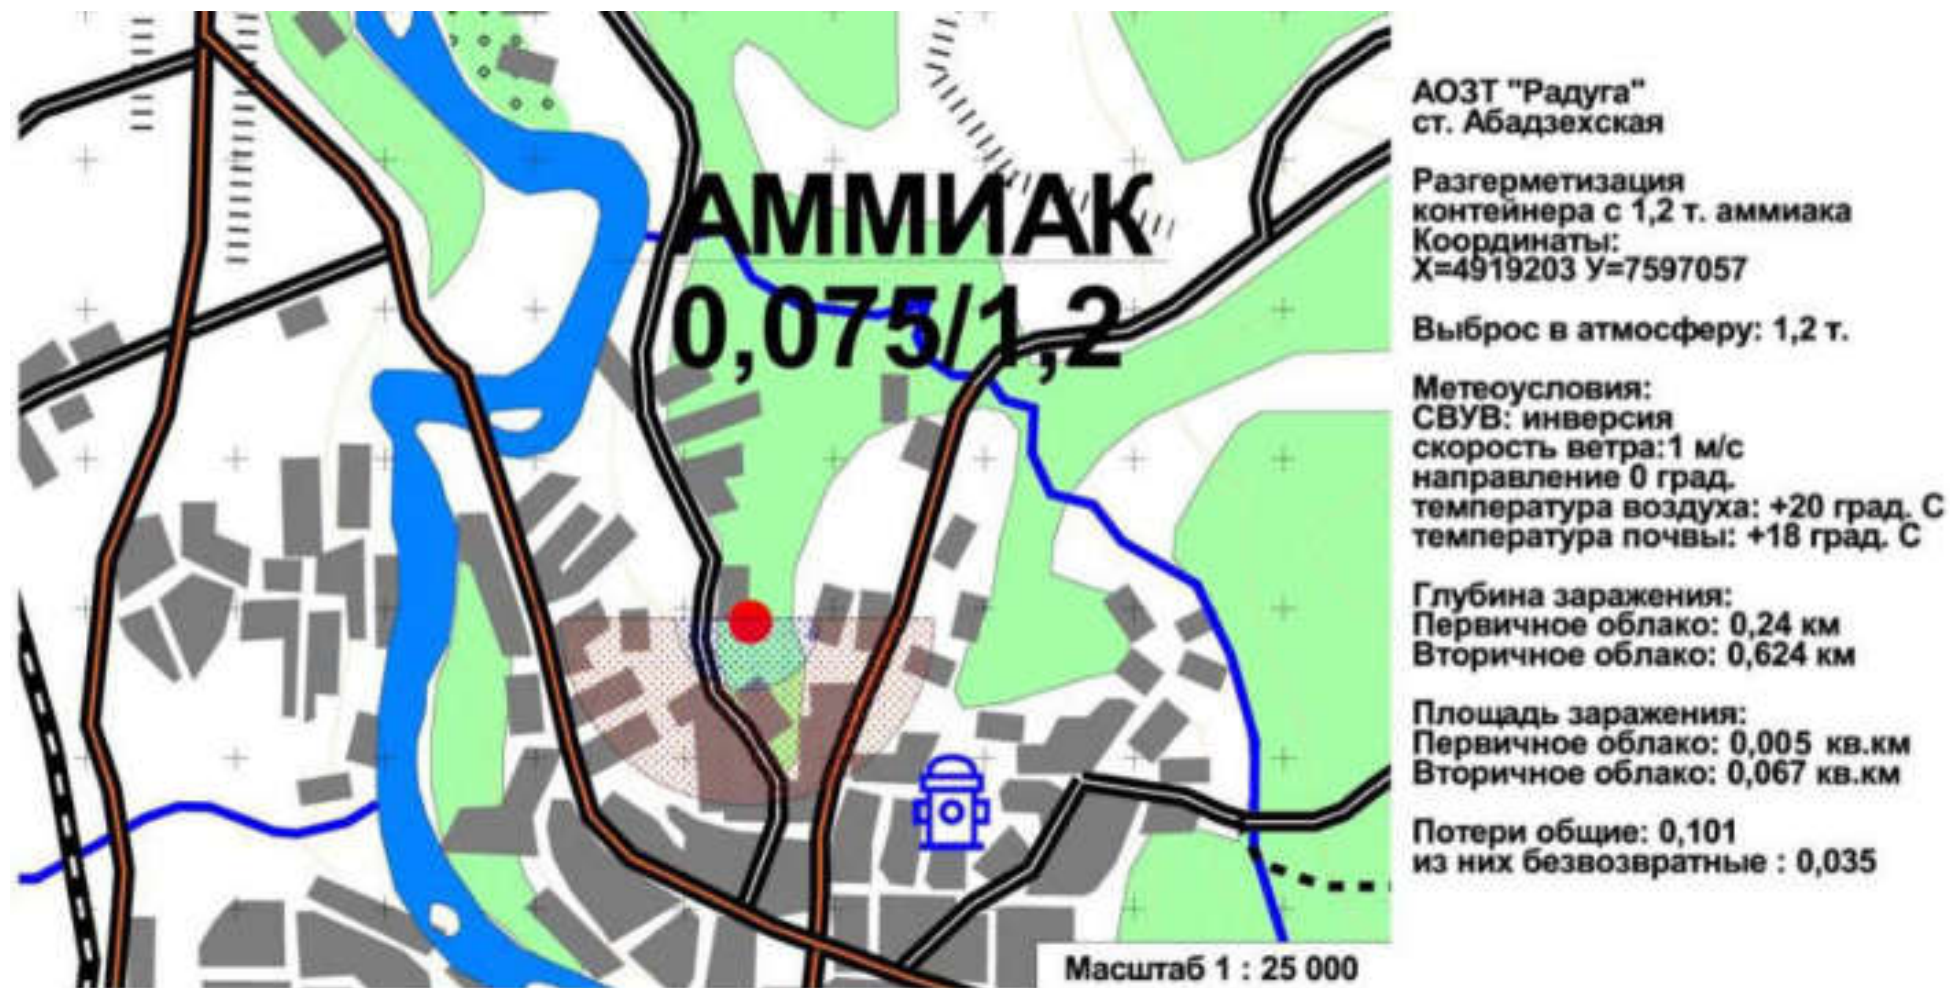 АММИАК
0,075/1,2
Масштаб 1 : 25 000
АОЗТ "Радуга"
ст. Абадзехская
Разгерметизация
контейнера с 1,2 т. аммиака
Координаты:
Х=4919203 У=7597057
Выброс в атмосферу: 1,2 т.
Метеоусловия:
СВУВ: инверсия
скорость ветра:1 м/с
направление 0 град.
температура воздуха: +20 град. С
температура почвы: +18 град. С
Глубина заражения:
Первичное облако: 0,24 км
Вторичное облако: 0,624 км
Площадь заражения:
Первичное облако: 0,005 кв.км
Вторичное облако: 0,067 кв.км
Потери общие: 0,101
из них безвозвратные : 0,035